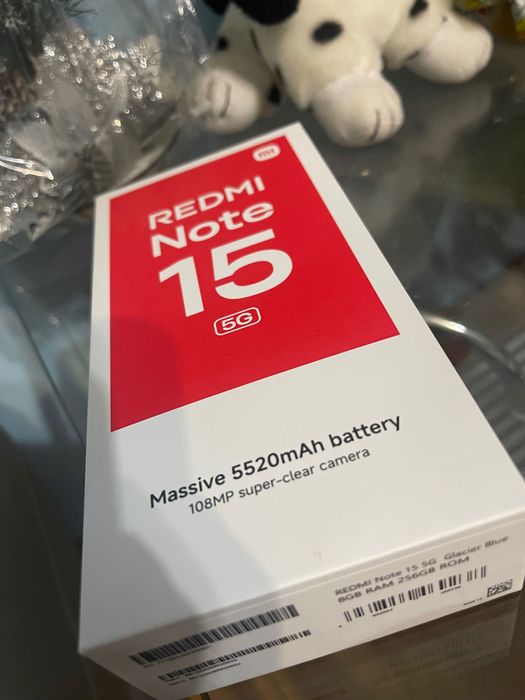 mi
REDMI
Note
15
5G
Massive 5520mAh battery
108MP super-clear camera
REDMI Note 15 5G Glacier Blue
8GB RAM 256GB ROM